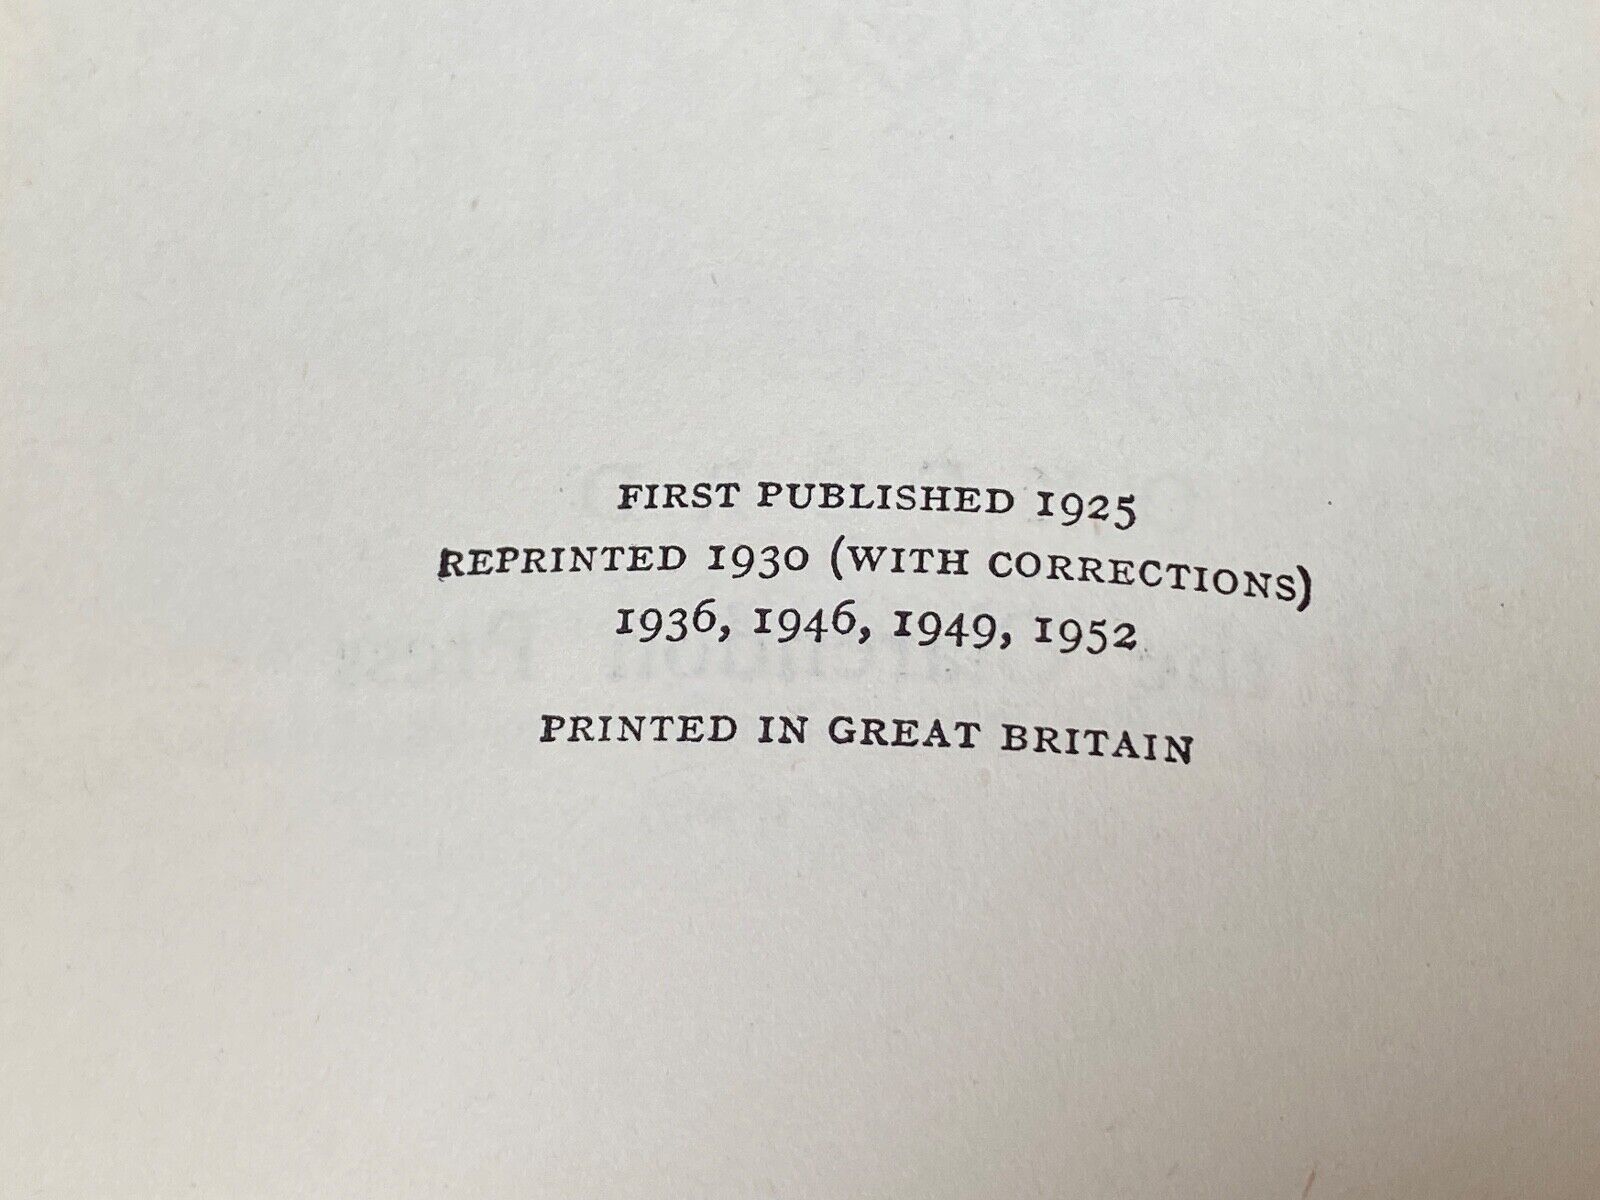 FIRST PUBLISHED 1925
REPRINTED 1930 (WITH CORRECTIONS)
1936, 1946, 1949, 1952
PRINTED IN GREAT BRITAIN